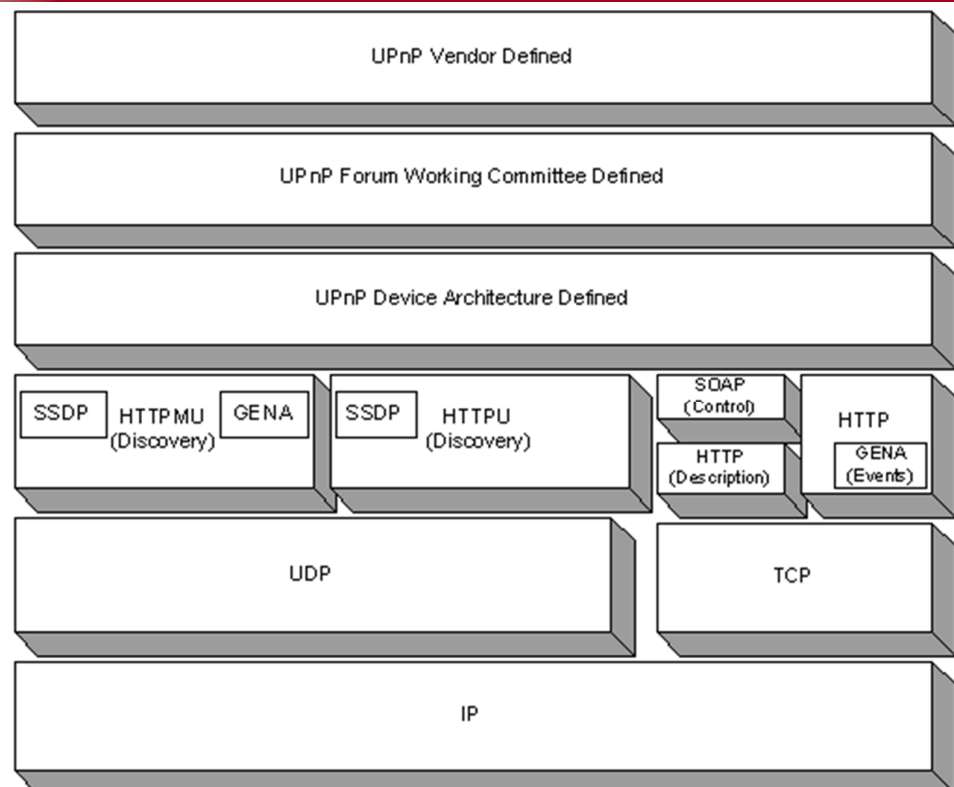 UPnP Vendor Defined
UPnP Forum Working Committee Defined
UPnP Device Architecture Defined
SSDP
HTTPMU
(Discovery)
GENA
SSDP
HTTPU
(Discovery)
SOAP
(Control)
HTTP
(Description)
HTTP
GENA
(Events)
UDP
TCP
IP